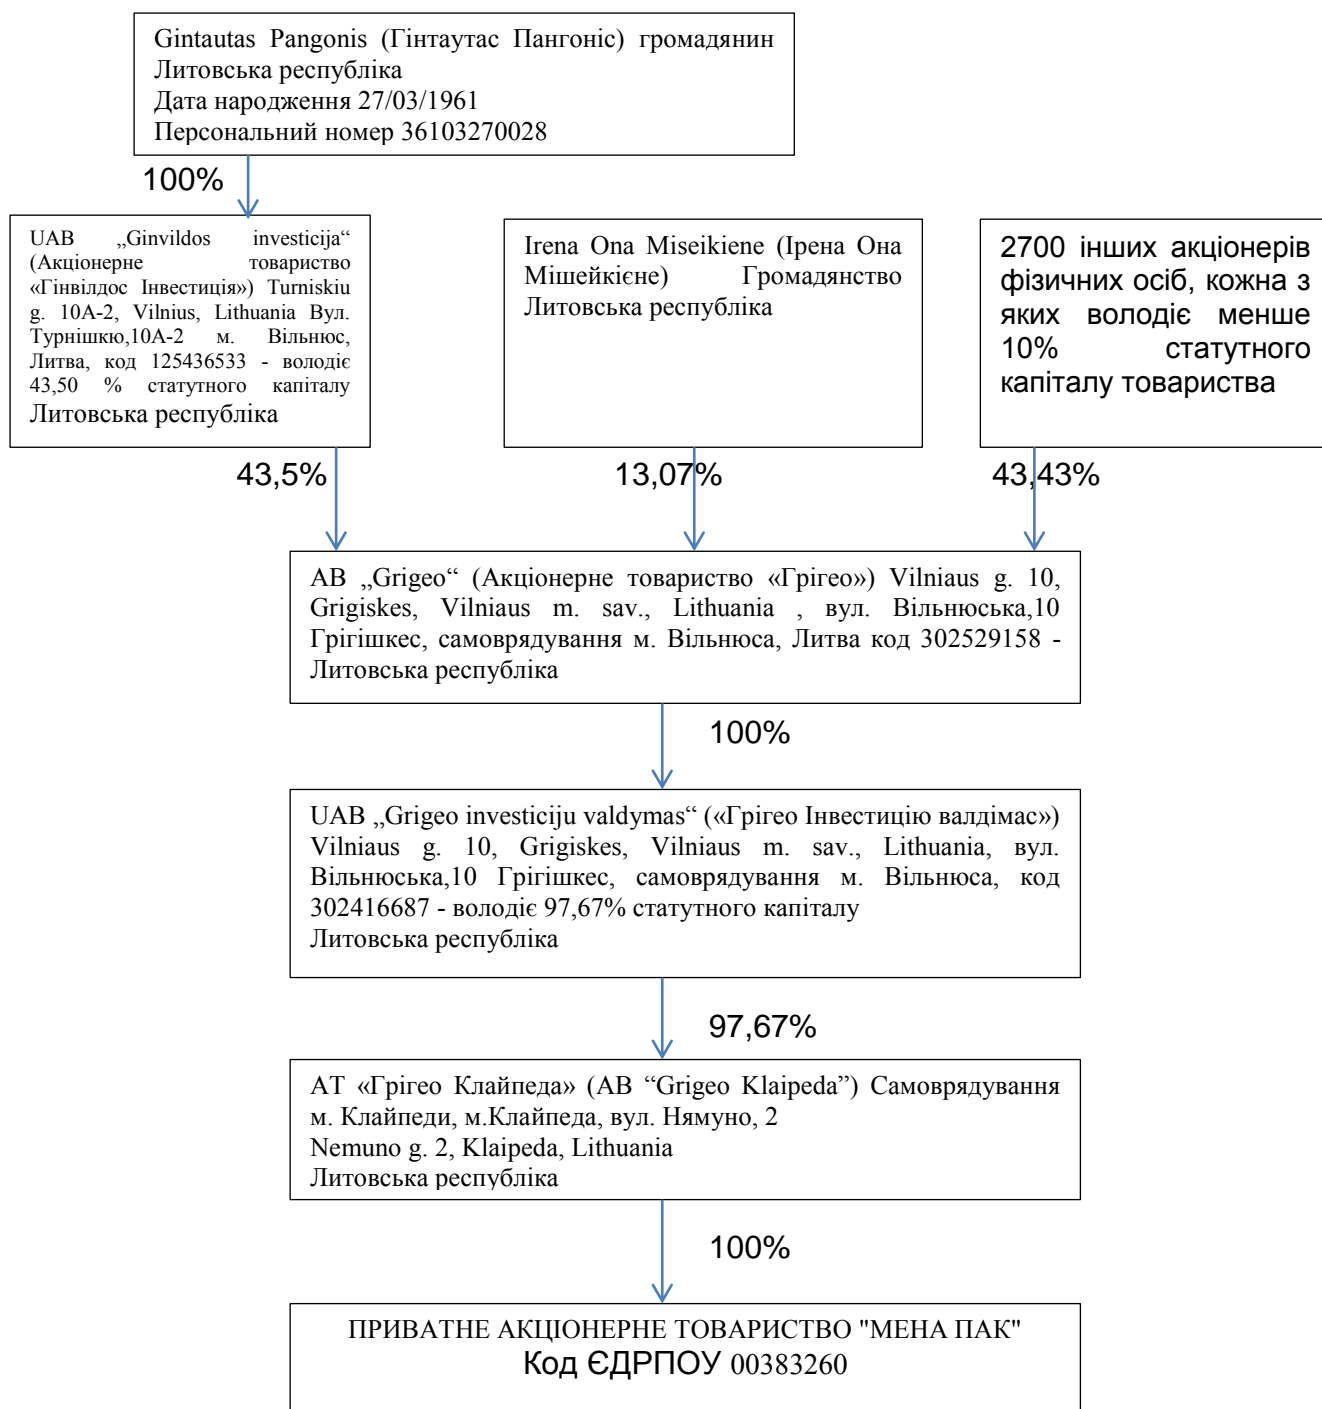 Gintautas Pangonis (Гінтаутас Пангоніс) громадянин
Литовська республіка
Дата народження 27/03/1961
Персональний номер 36103270028
100%
UAB „Ginvildos investicija“
(Акціонерне товариство
«Гінвілдос Інвестиція») Turniskiu
g. 10A-2, Vilnius, Lithuania Вул.
Турнішкю,10А-2 м. Вільнюс,
Литва, код 125436533 - володіє
43,50 % статутного капіталу
Литовська республіка
Irena Ona Miseikiene (Ірена Она
Мішейкієне) Громадянство
Литовська республіка
2700 інших акціонерів
фізичних осіб, кожна з
яких володіє менше
10% статутного
капіталу товариства
43,5%
13,07%
43,43%
AB „Grigeo“ (Акціонерне товариство «Грігео») Vilniaus g. 10,
Grigiskes, Vilniaus m. sav., Lithuania , вул. Вільнюська,10
Грігішкес, самоврядування м. Вільнюса, Литва код 302529158 -
Литовська республіка
100%
UAB „Grigeo investiciju valdymas“ («Грігео Інвестицію валдімас»)
Vilniaus g. 10, Grigiskes, Vilniaus m. sav., Lithuania, вул.
Вільнюська,10 Грігішкес, самоврядування м. Вільнюса, код
302416687 - володіє 97,67% статутного капіталу
Литовська республіка
97,67%
АТ «Грігео Клайпеда» (AB “Grigeo Klaipeda”) Самоврядування
м. Клайпеди, м.Клайпеда, вул. Нямуно, 2
Nemuno g. 2, Klaipeda, Lithuania
Литовська республіка
100%
ПРИВАТНЕ АКЦІОНЕРНЕ ТОВАРИСТВО "МЕНА ПАК"
Код ЄДРПОУ 00383260